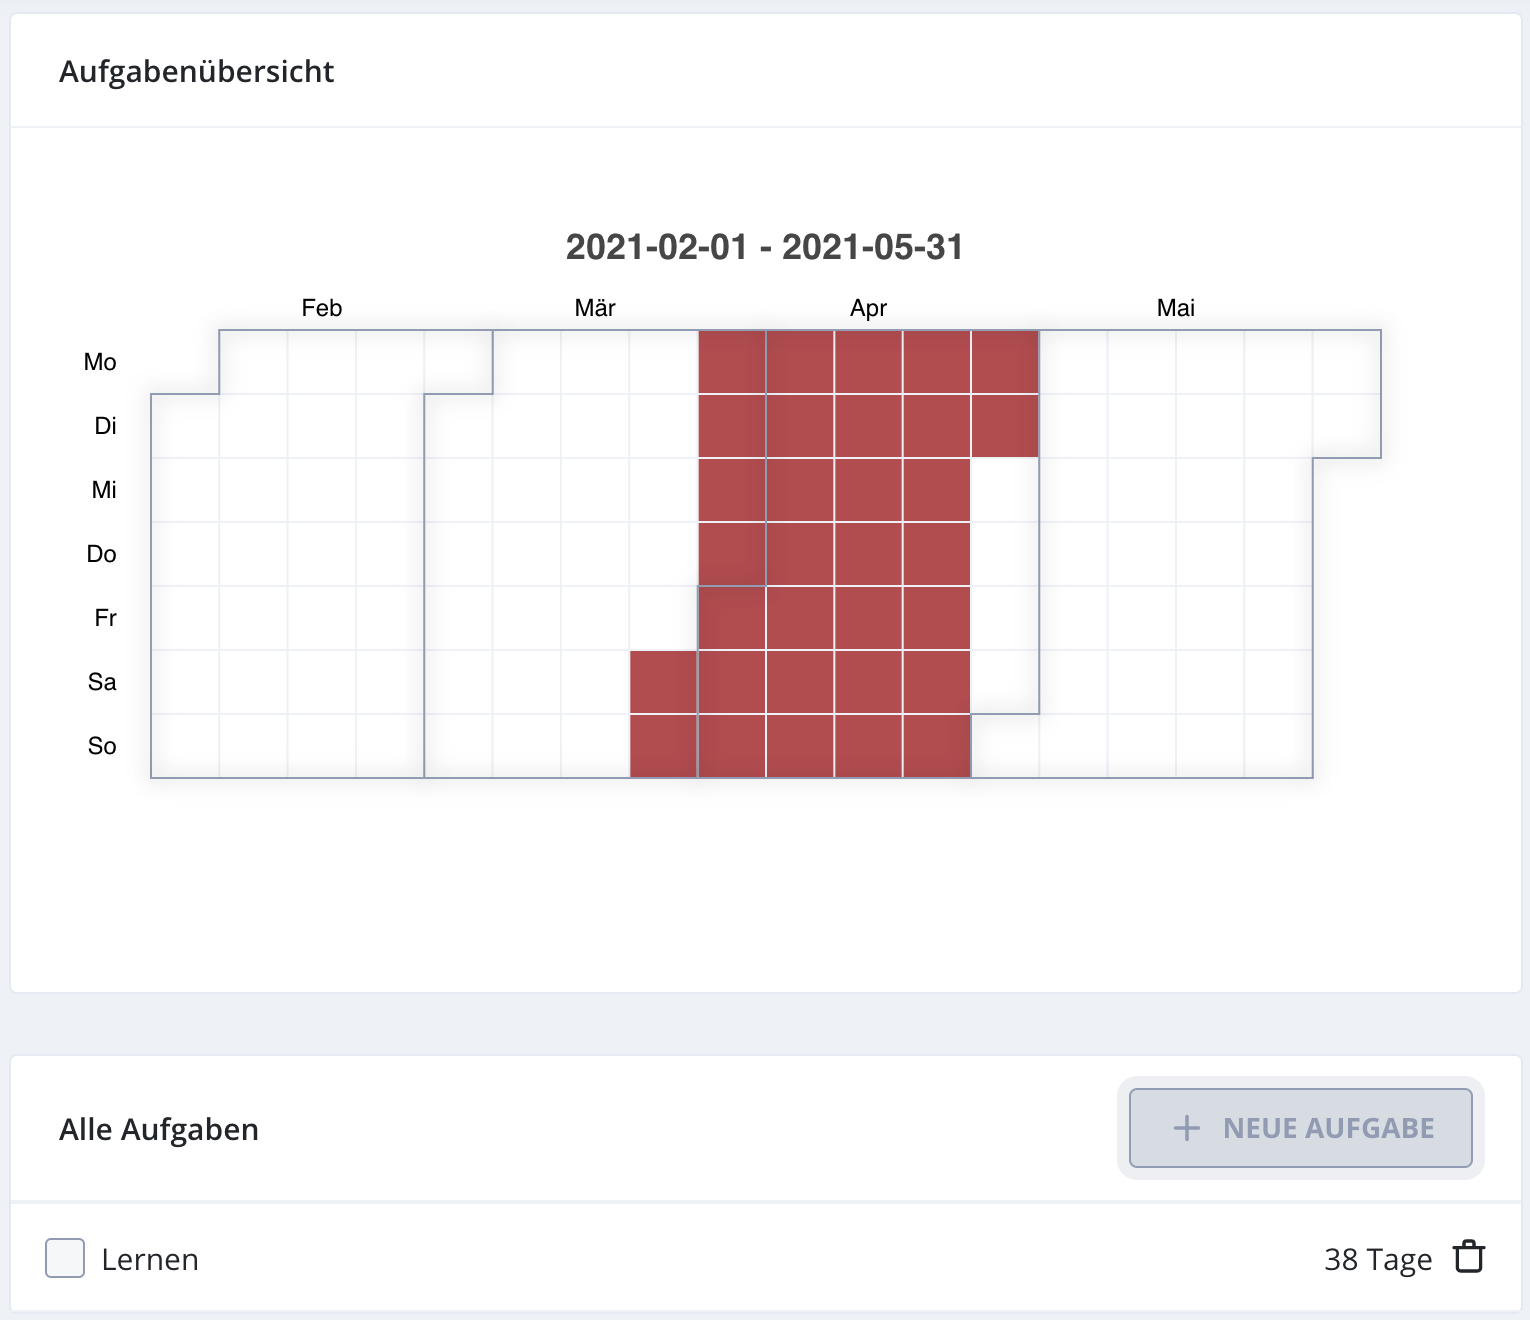 Aufgabenübersicht
2021-02-01 - 2021-05-31
Feb Mär Apr Mai
Mo
Di
Mi
Do
Fr
Sa
So
Alle Aufgaben
NEUE AUFGABE
Lernen
38 Tage